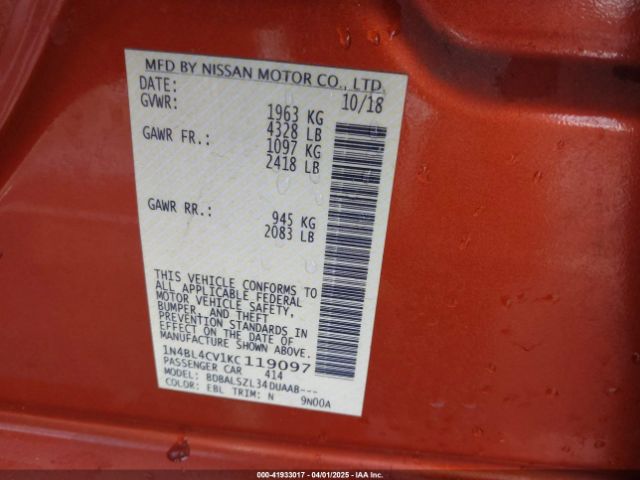 MFD BY NISSAN MOTOR CO., LTD.
DATE: 10/18
GVWR: 1963 KG
4328 LB
GAWR FR.: 1097 KG
2418 LB
GAWR RR.: 945 KG
2083 LB
THIS VEHICLE CONFORMS TO
ALL APPLICABLE FEDERAL
MOTOR VEHICLE SAFETY,
BUMPER, AND THEFT
PREVENTION STANDARDS IN
EFFECT ON THE DATE OF
MANUFACTURE SHOWN ABOVE.
1N4BL4CV1KC119097
PASSENGER CAR 414
MODEL: BDBALSZL34DUAAB---
COLOR: EBL TRIM: N 9N00A
000-41933017 - 04/01/2025 - IAA Inc.